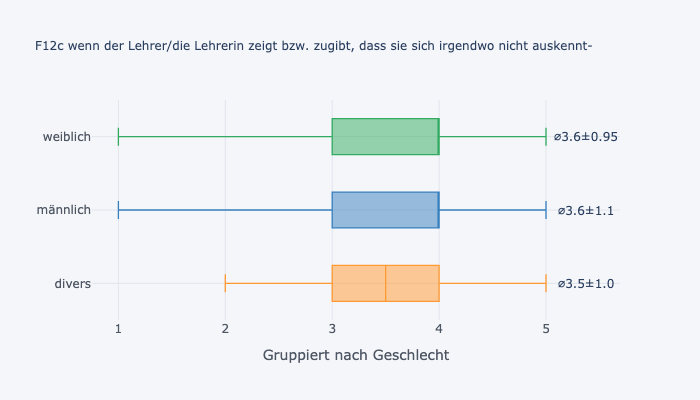 F12c wenn der Lehrer/die Lehrerin zeigt bzw. zugibt, dass sie sich irgendwo nicht auskennt-
weiblich
⌀3.6±0.95
männlich
⌀3.6±1.1
divers
⌀3.5±1.0
1 2 3 4 5
Gruppiert nach Geschlecht